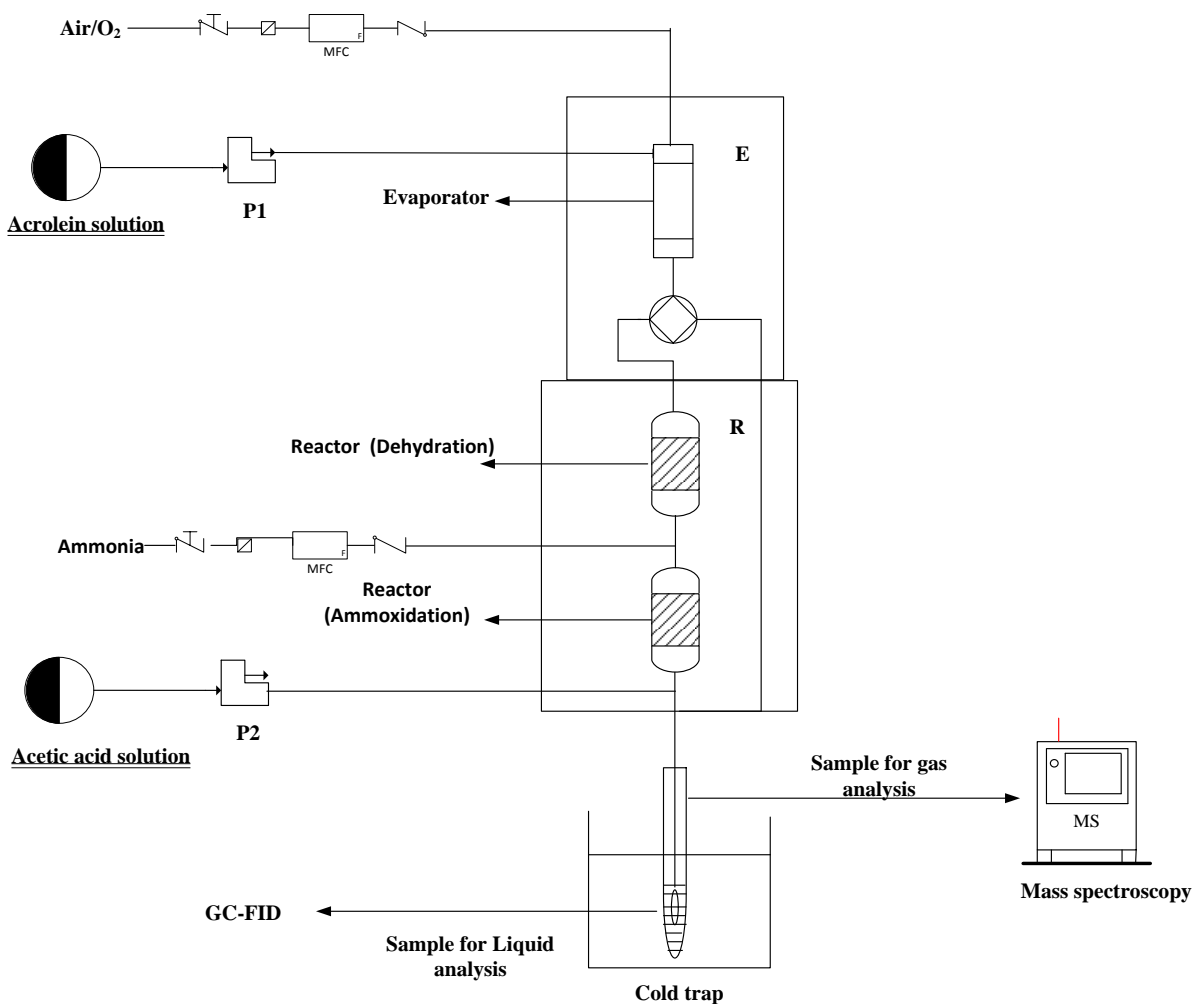 Air/O2
MFC
F
E
Evaporator
P1
Acrolein solution
R
Reactor (Dehydration)
Ammonia
MFC
F
Reactor
(Ammoxidation)
P2
Acetic acid solution
Sample for gas
analysis
MS
Mass spectroscopy
GC-FID
Sample for Liquid
analysis
Cold trap